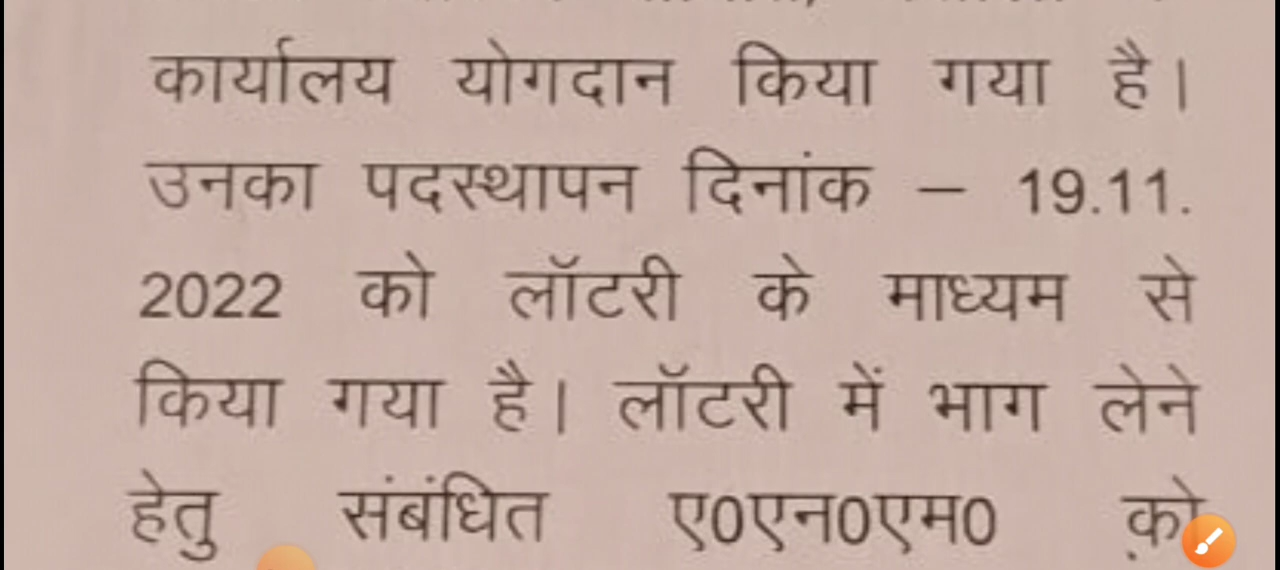 कार्यालय योगदान किया गया है।
उनका पदस्थापन दिनांक – 19.11.
2022 को लॉटरी के माध्यम से
किया गया है। लॉटरी में भाग लेने
हेतु संबंधित ए0एन0एम0 को